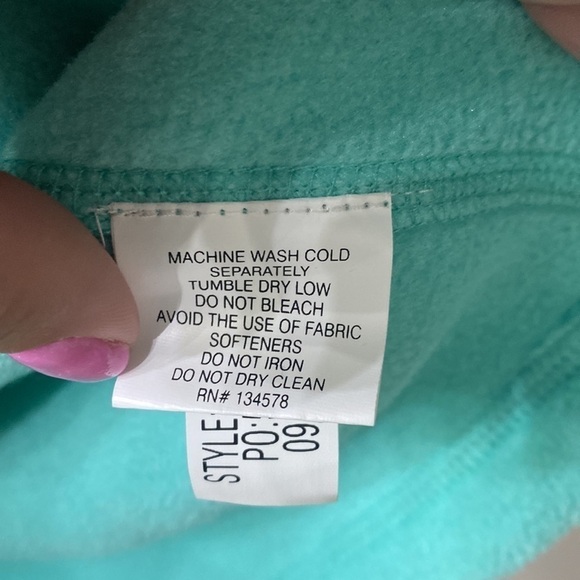 MACHINE WASH COLD
SEPARATELY
TUMBLE DRY LOW
DO NOT BLEACH
AVOID THE USE OF FABRIC
SOFTENERS
DO NOT IRON
DO NOT DRY CLEAN
RN# 134578
STYLE
PO:
09